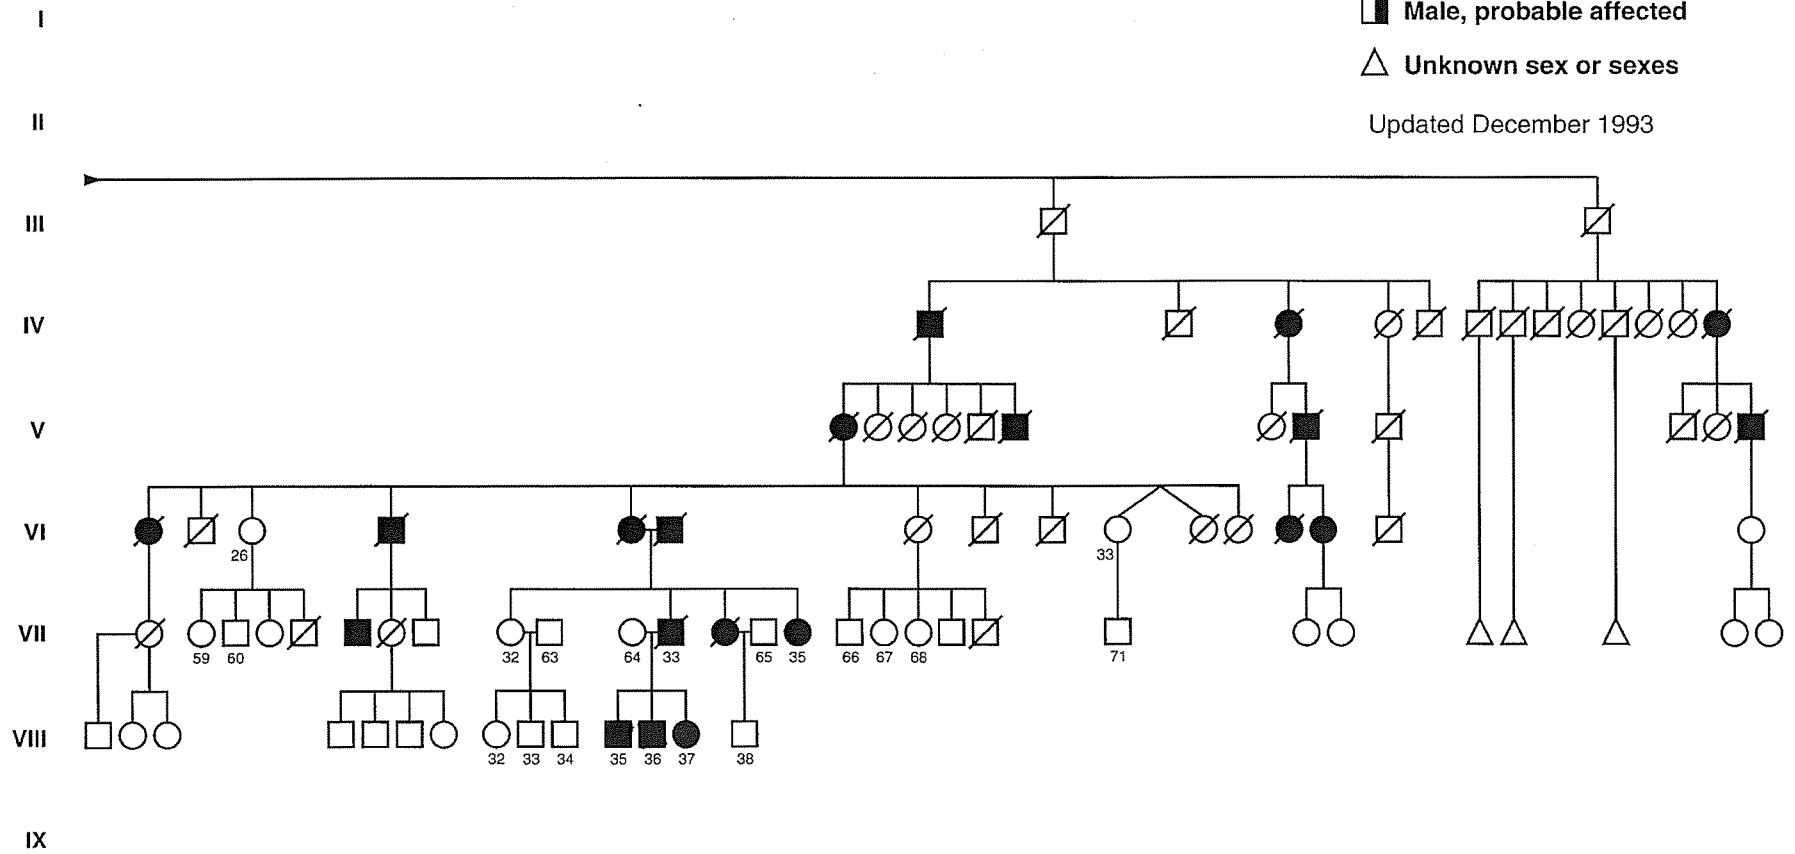 I
Male, probable affected
Unknown sex or sexes
II
Updated December 1993
III
IV
V
VI
26
33
VII
59 60 32 63 64 33 65 35 66 67 68 71
VIII
32 33 34 35 36 37 38
IX